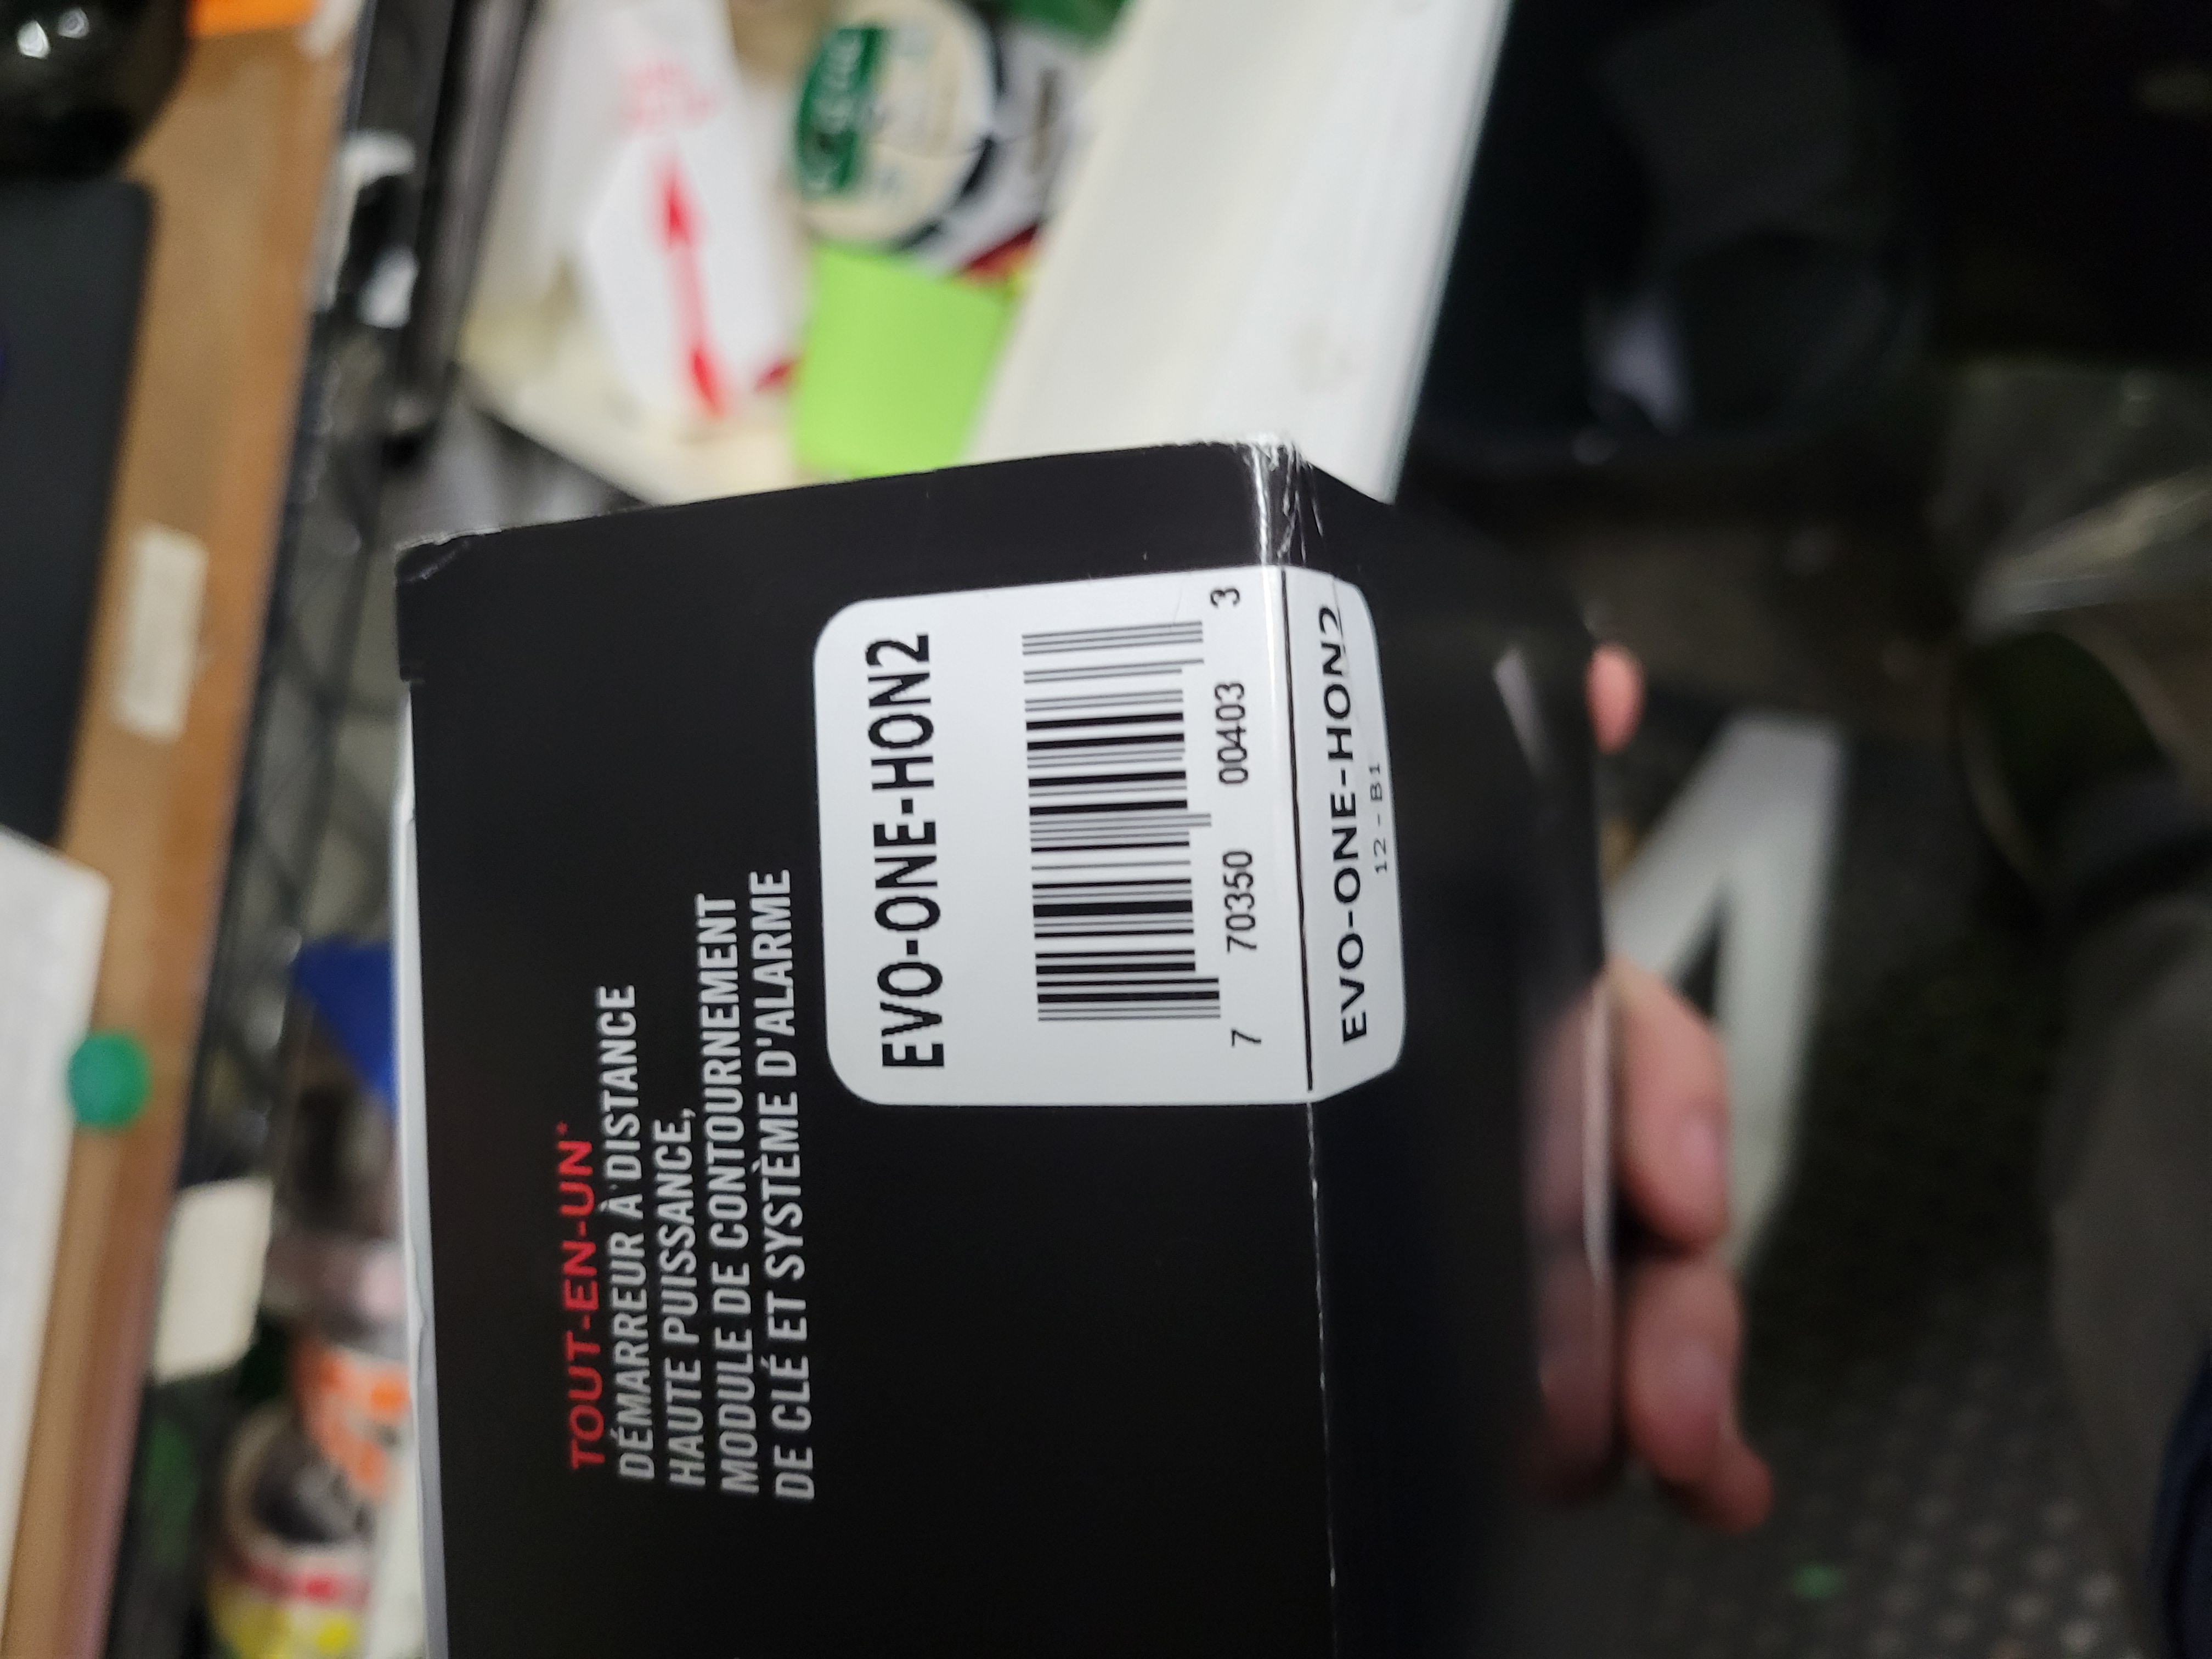 TOUT-EN-UN*
DÉMARREUR À DISTANCE
HAUTE PUISSANCE,
MODULE DE CONTOURNEMENT
DE CLÉ ET SYSTÈME D'ALARME
EVO-ONE-HON2
7 70350 00403 3
EVO-ONE-HON2
12-B1